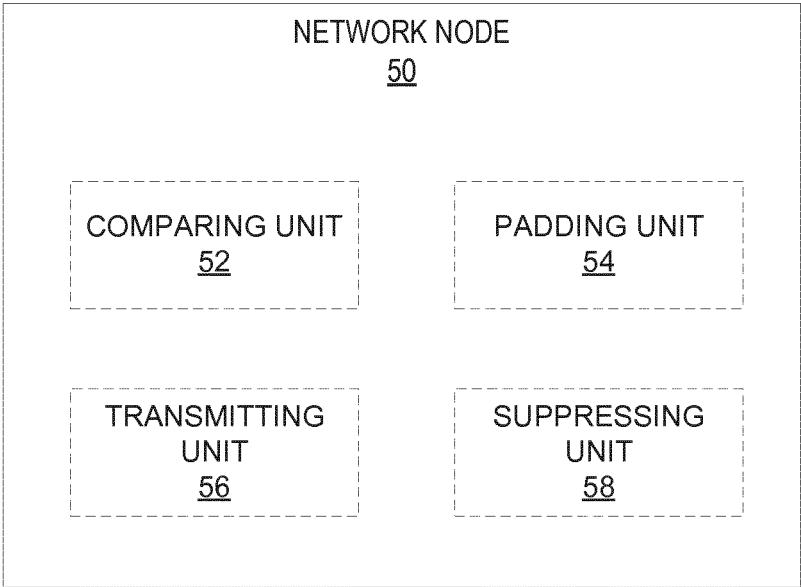 NETWORK NODE
50
COMPARING UNIT
52
PADDING UNIT
54
TRANSMITTING
UNIT
56
SUPPRESSING
UNIT
58